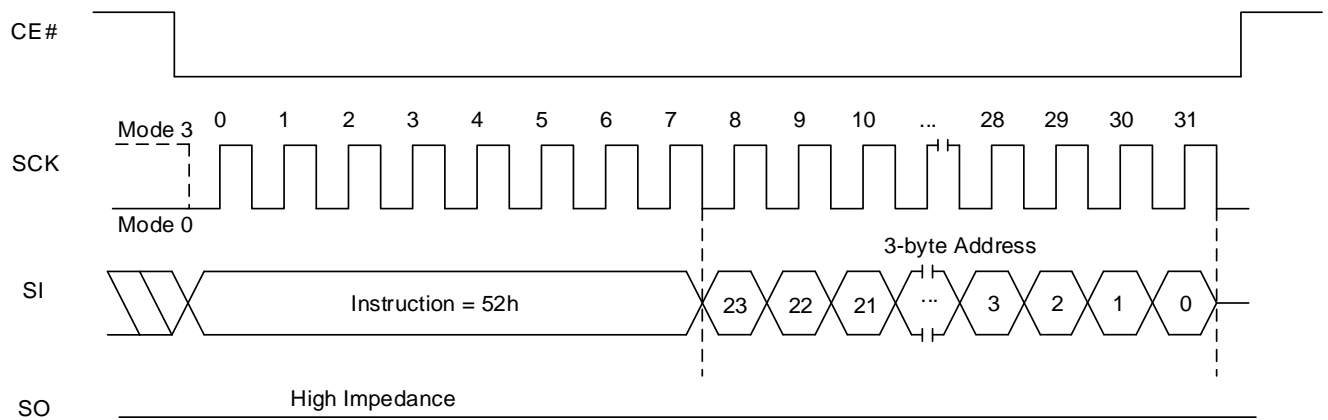 CE#
Mode 3
0 1 2 3 4 5 6 7 8 9 10 ... 28 29 30 31
SCK
Mode 0
3-byte Address
SI
Instruction = 52h
23 22 21 ... 3 2 1 0
High Impedance
SO